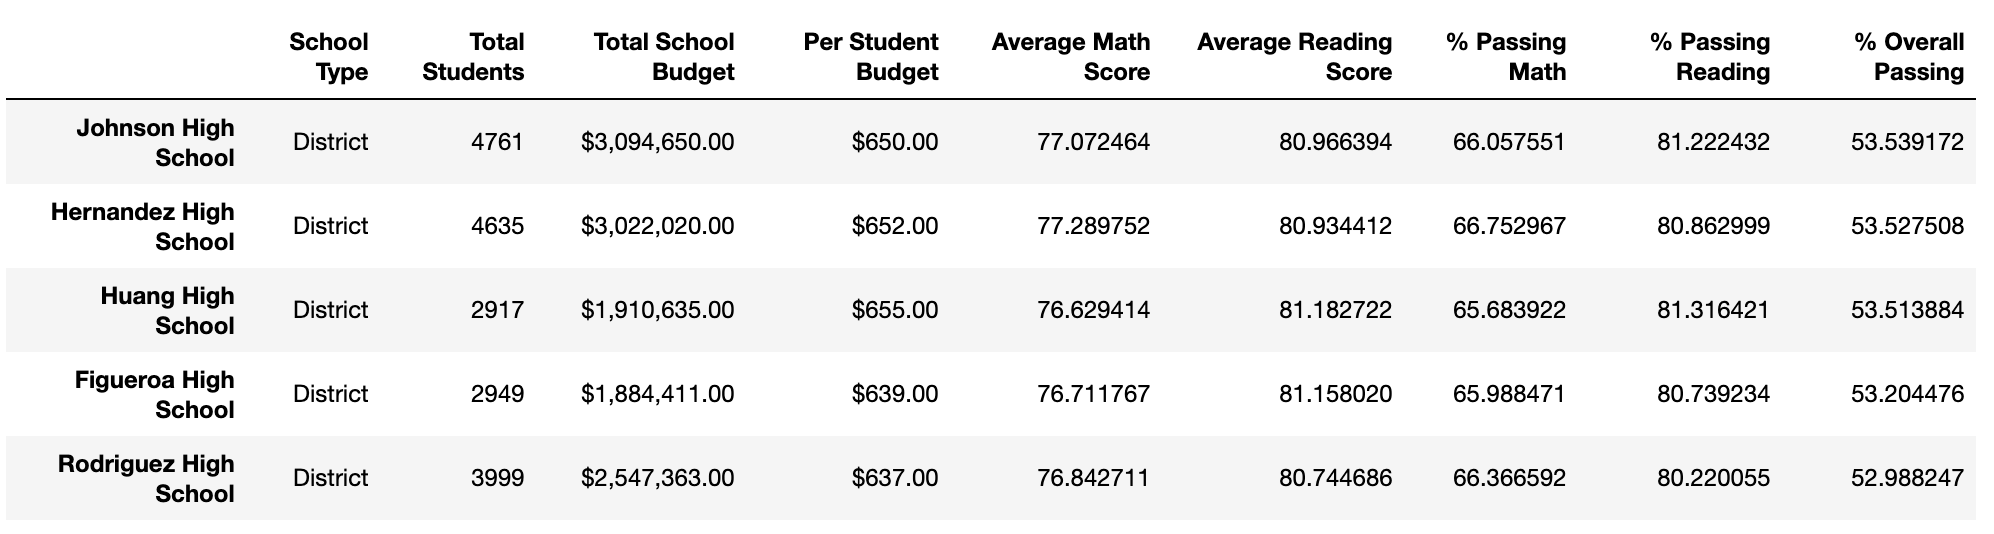 School Type Total Students Total School Budget Per Student Budget Average Math Score Average Reading Score % Passing Math % Passing Reading % Overall Passing
Johnson High School District 4761 $3,094,650.00 $650.00 77.072464 80.966394 66.057551 81.222432 53.539172
Hernandez High School District 4635 $3,022,020.00 $652.00 77.289752 80.934412 66.752967 80.862999 53.527508
Huang High School District 2917 $1,910,635.00 $655.00 76.629414 81.182722 65.683922 81.316421 53.513884
Figueroa High School District 2949 $1,884,411.00 $639.00 76.711767 81.158020 65.988471 80.739234 53.204476
Rodriguez High School District 3999 $2,547,363.00 $637.00 76.842711 80.744686 66.366592 80.220055 52.988247